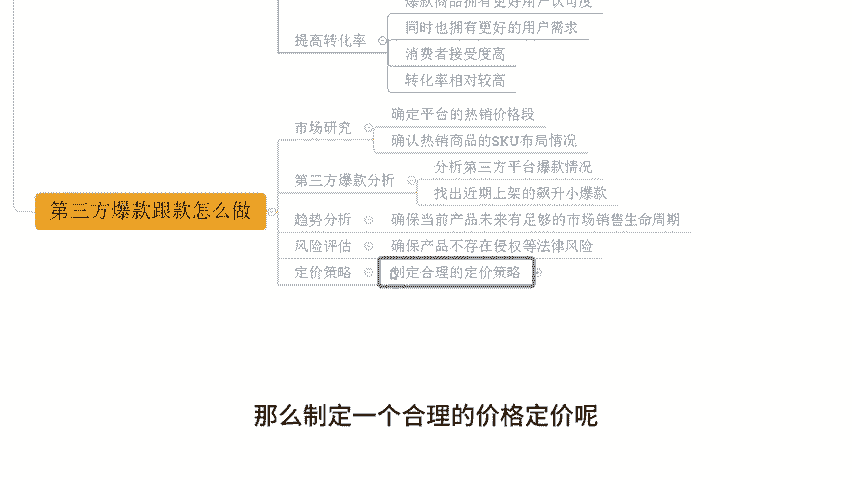 爆款商品拥有更好用户认可度
同时也拥有更好的用户需求
提高转化率
消费者接受度高
转化率相对较高
市场研究
确定平台的热销价格段
确认热销商品的SKU布局情况
第三方爆款分析
分析第三方平台爆款情况
找出近期上架的飙升小爆款
第三方爆款跟款怎么做
趋势分析
确保当前产品未来有足够的市场销售生命周期
风险评估
确保产品不存在侵权等法律风险
定价策略
制定合理的定价策略
那么制定一个合理的价格定价呢